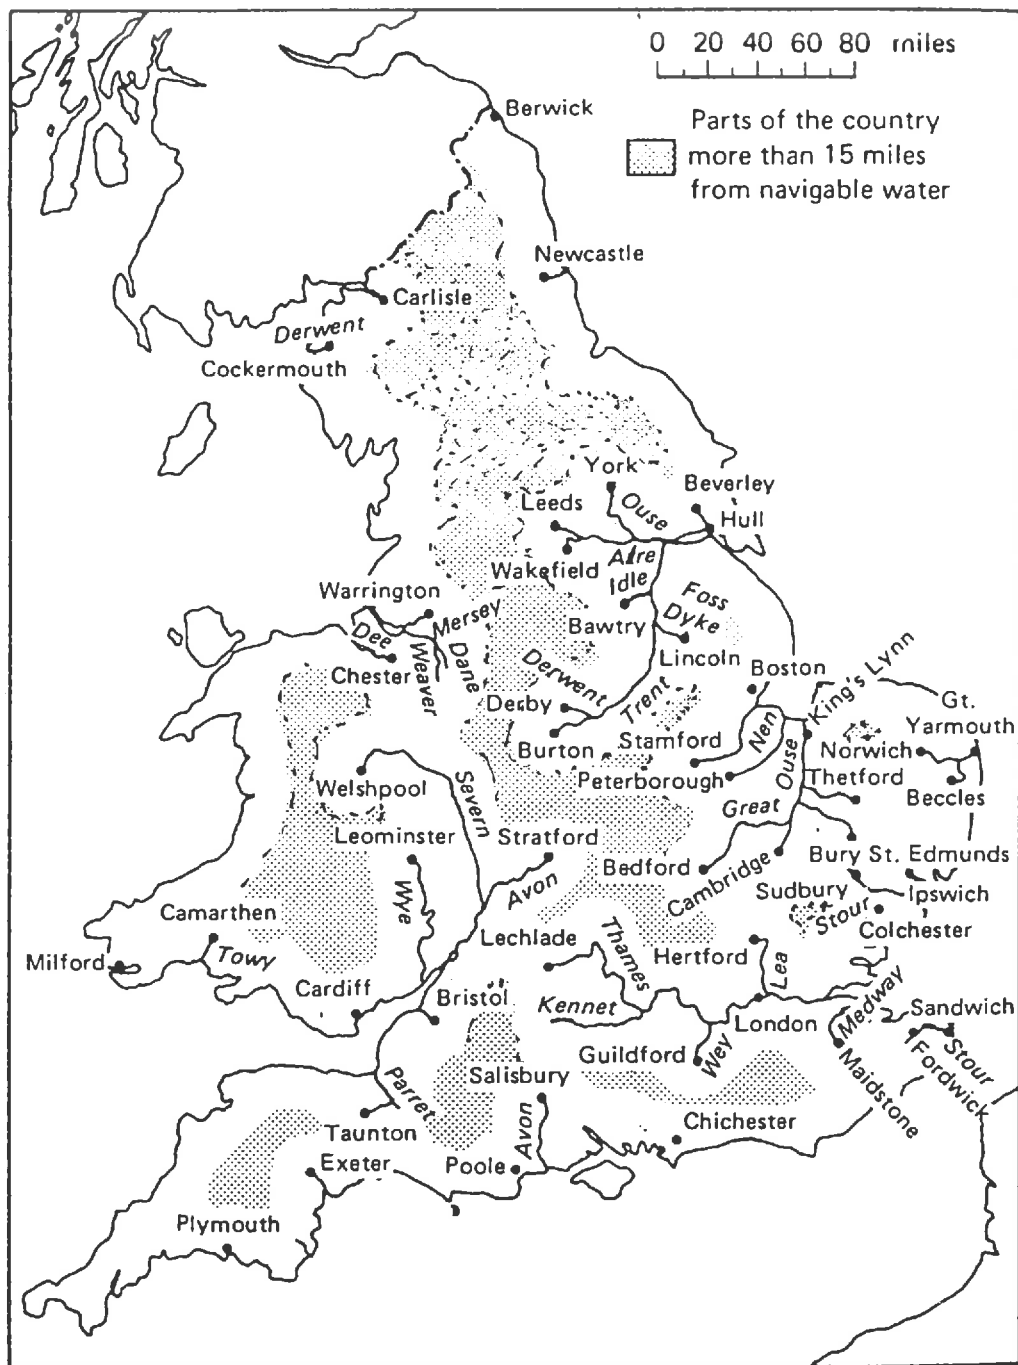 0 20 40 60 80 miles
Parts of the country
more than 15 miles
from navigable water
Berwick
Newcastle
Carlisle
Derwent
Cockermouth
York
Beverley
Leeds
Ouse
Hull
Wakefield
Aire
Idle
Warrington
Mersey
Foss
Dyke
Bawtry
Dee
Chester
Weaver
Dane
Lincoln
Boston
King's Lynn
Derwent
Trent
Gt.
Yarmouth
Derby
Burton
Stamford
Nen
Norwich
Peterborough
Ouse
Thetford
Beccles
Welshpool
Severn
Great
Leominster
Stratford
Bedford
Cambridge
Bury St. Edmunds
Avon
Wye
Sudbury
Stour
Ipswich
Camarthen
Colchester
Lechlade
Thames
Hertford
Lea
Milford
Towy
Cardiff
Bristol
Kennet
London
Medway
Sandwich
Guildford
Wey
Stour
Fordwick
Maidstone
Salisbury
Parret
Taunton
Avon
Chichester
Exeter
Poole
Plymouth